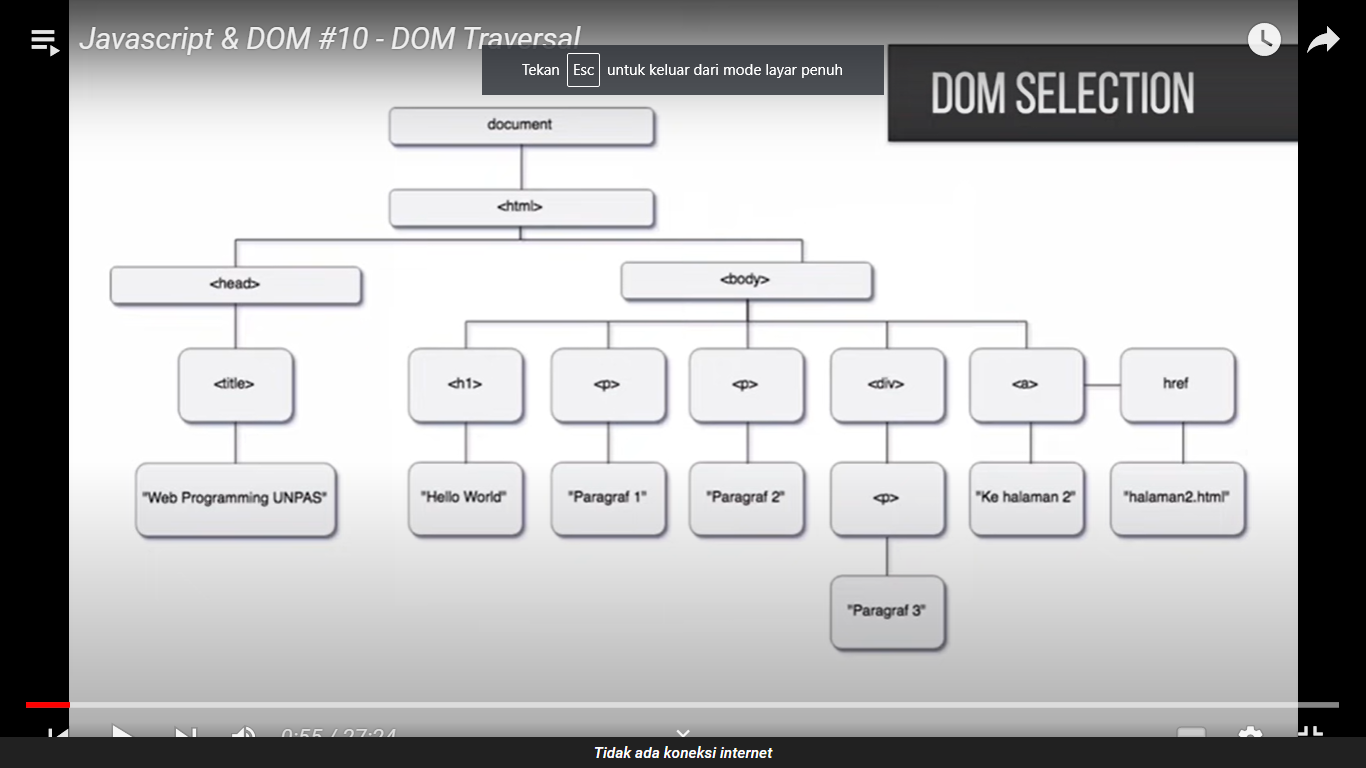 Javascript & DOM #10 - DOM Traversal
Tekan Esc untuk keluar dari mode layar penuh
DOM SELECTION
document
<html>
<head>
<body>
<title>
<h1>
<p>
<p>
<div>
<a>
href
"Web Programming UNPAS"
"Hello World"
"Paragraf 1"
"Paragraf 2"
<p>
"Ke halaman 2"
"halaman2.html"
"Paragraf 3"
0:55 / 27:24
Tidak ada koneksi internet